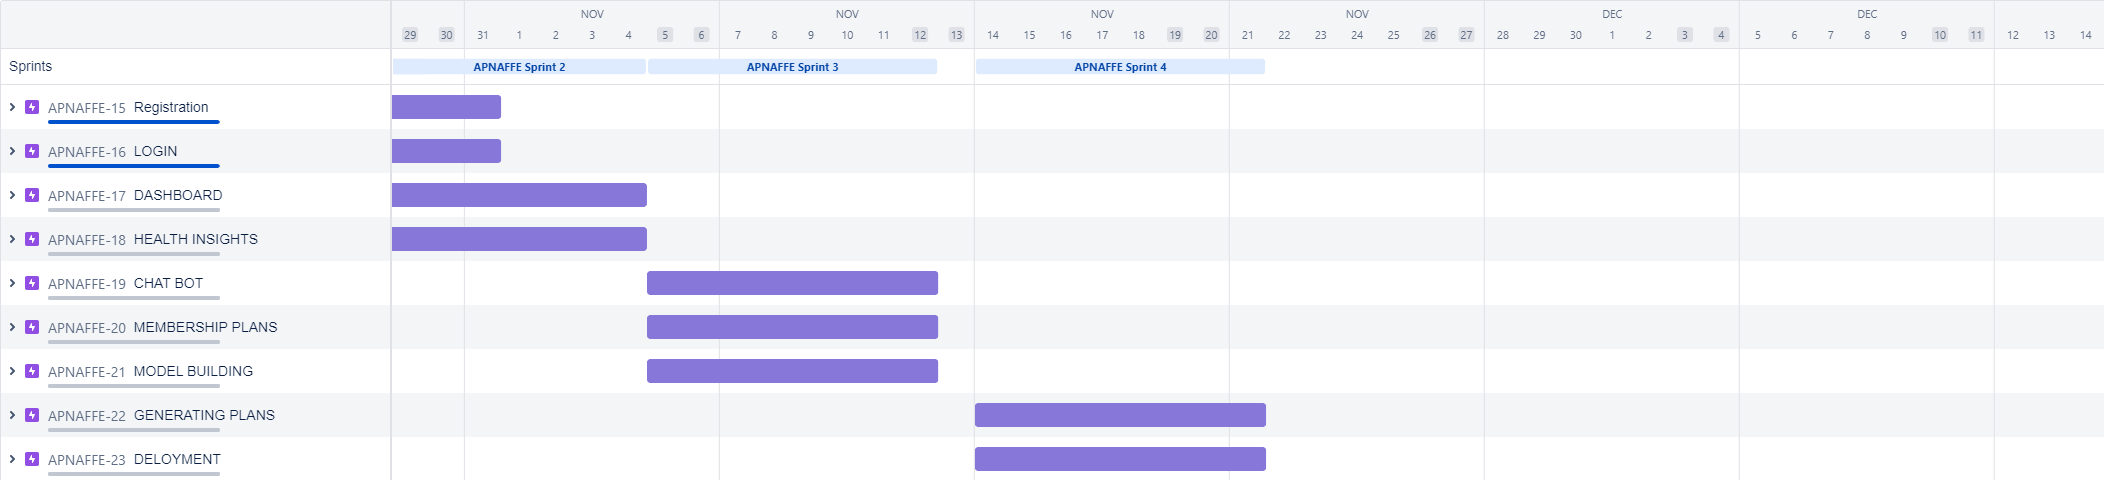 NOV NOV NOV NOV DEC DEC
29 30 31 1 2 3 4 5 6 7 8 9 10 11 12 13 14 15 16 17 18 19 20 21 22 23 24 25 26 27 28 29 30 1 2 3 4 5 6 7 8 9 10 11 12 13 14
Sprints APNAFFE Sprint 2 APNAFFE Sprint 3 APNAFFE Sprint 4
APNAFFE-15 Registration
APNAFFE-16 LOGIN
APNAFFE-17 DASHBOARD
APNAFFE-18 HEALTH INSIGHTS
APNAFFE-19 CHAT BOT
APNAFFE-20 MEMBERSHIP PLANS
APNAFFE-21 MODEL BUILDING
APNAFFE-22 GENERATING PLANS
APNAFFE-23 DELOYMENT